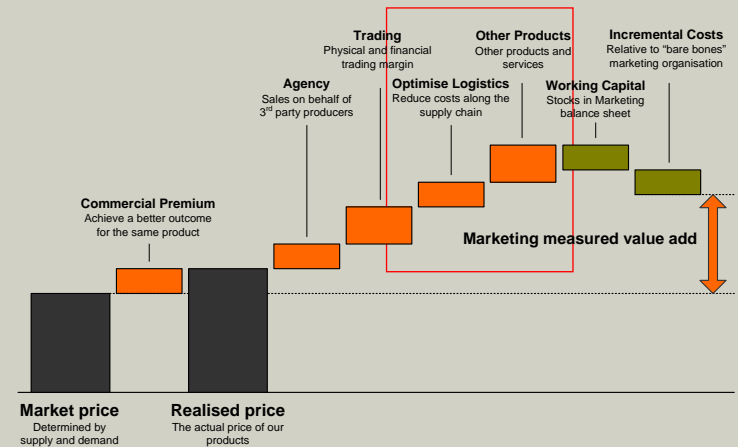 Trading
Physical and financial
trading margin
Other Products
Other products and
services
Incremental Costs
Relative to “bare bones”
marketing organisation
Agency
Sales on behalf of
3rd party producers
Optimise Logistics
Reduce costs along the
supply chain
Working Capital
Stocks in Marketing
balance sheet
Commercial Premium
Achieve a better outcome
for the same product
Marketing measured value add
Market price
Determined by
supply and demand
Realised price
The actual price of our
products